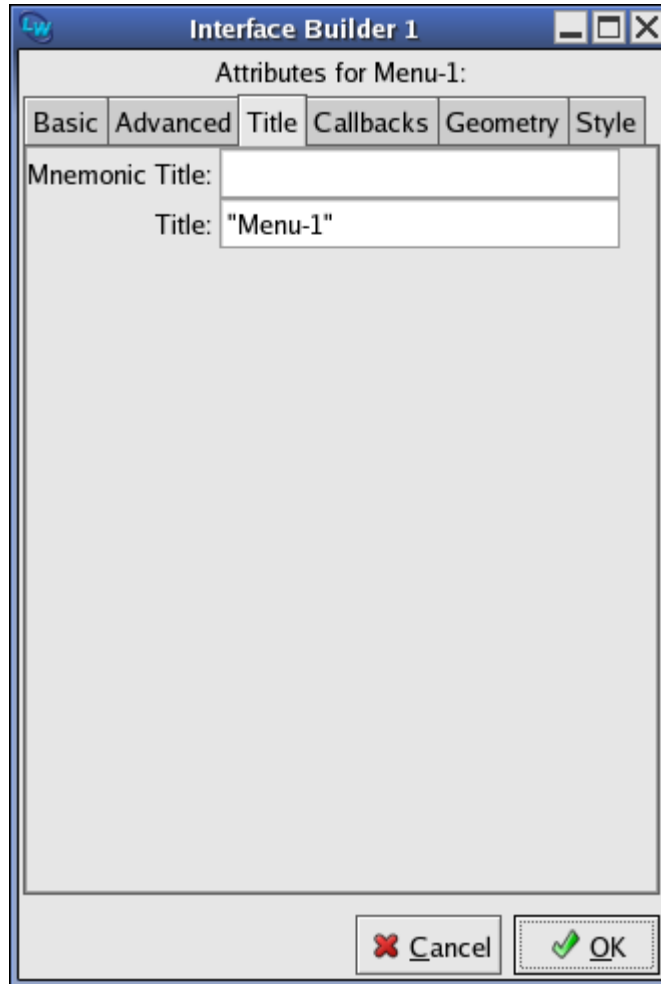 LW Interface Builder 1
Attributes for Menu-1:
Basic Advanced Title Callbacks Geometry Style
Mnemonic Title:
Title: "Menu-1"
Cancel OK